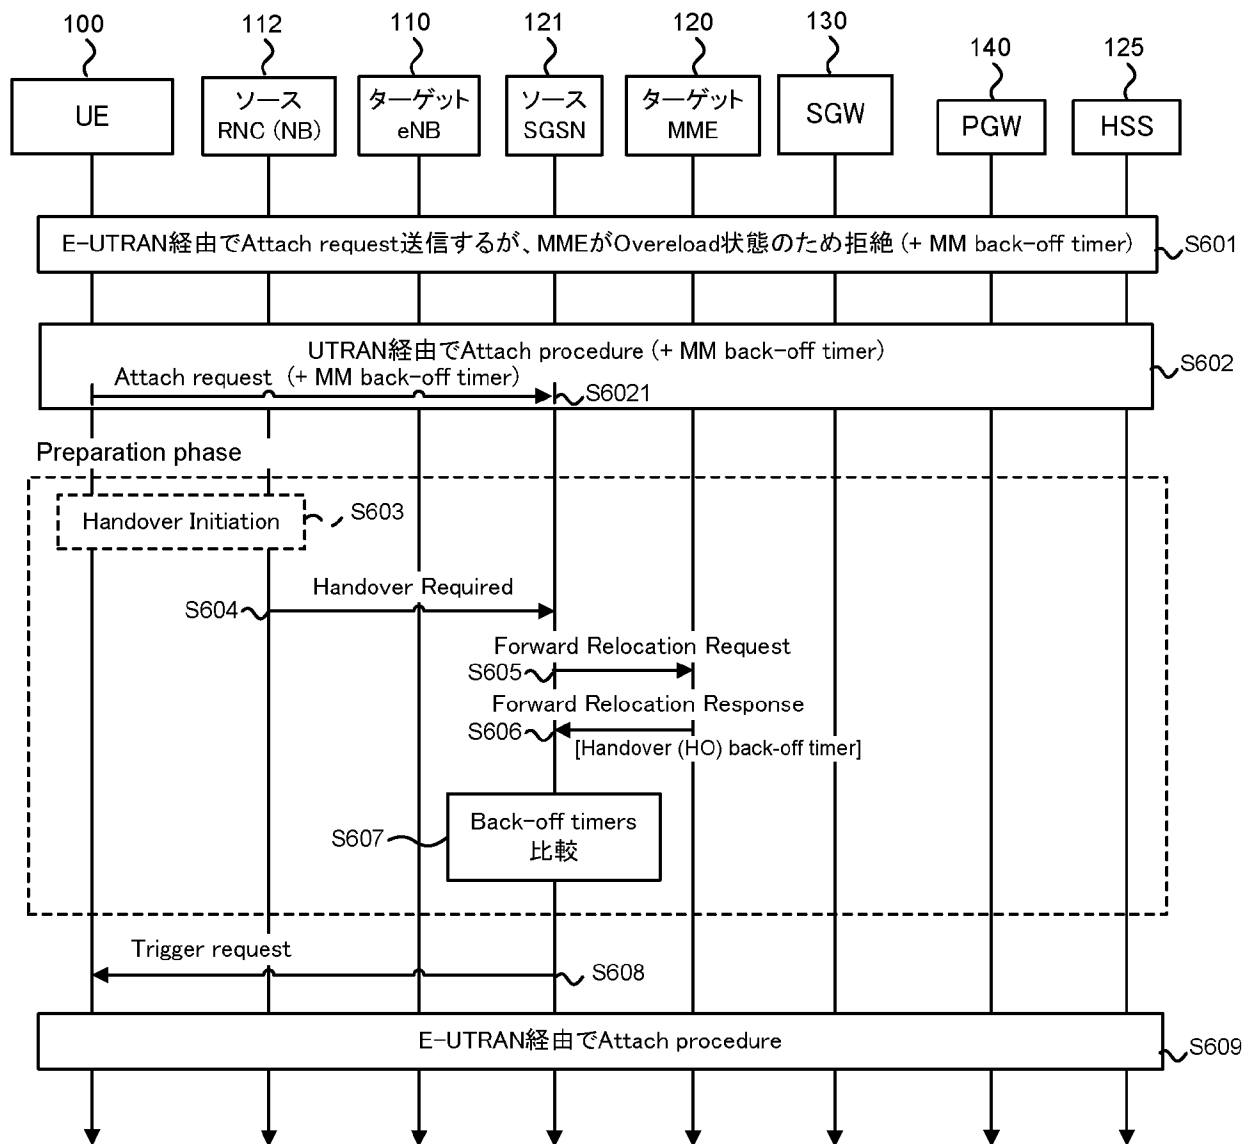 100
112
110
121
120
130
140
125
UE
ソース
RNC (NB)
ターゲット
eNB
ソース
SGSN
ターゲット
MME
SGW
PGW
HSS
E-UTRAN経由でAttach request送信するが、MMEがOvereload状態のため拒絶 (+ MM back-off timer)
S601
UTRAN経由でAttach procedure (+ MM back-off timer)
S602
Attach request (+ MM back-off timer)
S6021
Preparation phase
Handover Initiation
S603
Handover Required
S604
Forward Relocation Request
S605
Forward Relocation Response
S606
[Handover (HO) back-off timer]
Back-off timers
比較
S607
Trigger request
S608
E-UTRAN経由でAttach procedure
S609